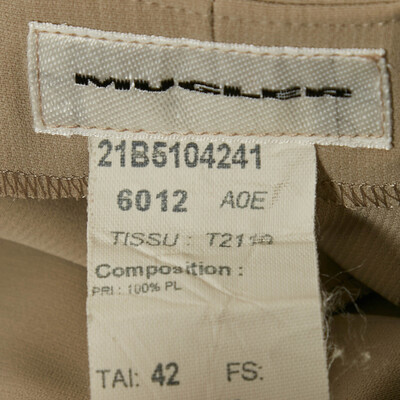 MUGLER
21B5104241
6012 A0E
TISSU : T2110
Composition :
PRI : 100% PL
TAI: 42 FS: